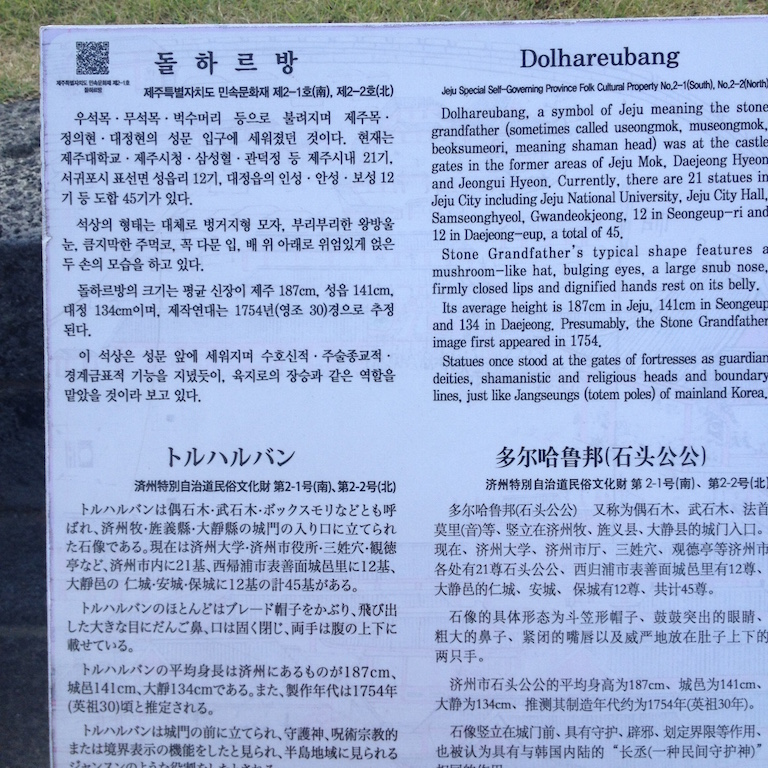 돌하르방
제주특별자치도 민속문화재 제2-1호
돌하르방
제주특별자치도 민속문화재 제2-1호(南), 제2-2호(北)
우석목·무석목·벅수머리 등으로 불려지며 제주목·
정의현·대정현의 성문 입구에 세워졌던 것이다. 현재는
제주대학교·제주시청·삼성혈·관덕정 등 제주시내 21기,
서귀포시 표선면 성읍리 12기, 대정읍의 인성·안성·보성 12
기 등 도합 45기가 있다.
석상의 형태는 대체로 벙거지형 모자, 부리부리한 왕방울
눈, 큼지막한 주먹코, 꼭 다문 입, 배 위 아래로 위엄있게 얹은
두 손의 모습을 하고 있다.
돌하르방의 크기는 평균 신장이 제주 187cm, 성읍 141cm,
대정 134cm이며, 제작연대는 1754년(영조 30)경으로 추정
된다.
이 석상은 성문 앞에 세워지며 수호신적·주술종교적·
경계금표적 기능을 지녔듯이, 육지로의 장승과 같은 역할을
맡았을 것이라 보고 있다.
Dolhareubang
Jeju Special Self-Governing Province Folk Cultural Property No,2-1(South), No,2-2(North)
Dolhareubang, a symbol of Jeju meaning the stone
grandfather (sometimes called useongmok, museongmok,
beoksumeori, meaning shaman head) was at the castle
gates in the former areas of Jeju Mok, Daejeong Hyeon
and Jeongui Hyeon. Currently, there are 21 statues in
Jeju City including Jeju National University, Jeju City Hall,
Samseonghyeol, Gwandeokjeong, 12 in Seongeup-ri and
12 in Daejeong-eup, a total of 45.
Stone Grandfather's typical shape features a
mushroom-like hat, bulging eyes, a large snub nose,
firmly closed lips and dignified hands rest on its belly.
Its average height is 187cm in Jeju, 141cm in Seongeup
and 134 in Daejeong. Presumably, the Stone Grandfather
image first appeared in 1754.
Statues once stood at the gates of fortresses as guardian
deities, shamanistic and religious heads and boundary
lines, just like Jangseungs (totem poles) of mainland Korea.
トルハルバン
済州特別自治道民俗文化財 第2-1号(南)、第2-2号(北)
トルハルバンは偶石木·武石木·ボックスモリなどとも呼
ばれ、済州牧·旌義縣·大靜縣の城門の入り口に立てられ
た石像である。現在は済州大学·済州市役所·三姓穴·観徳
亭など、済州市内に21基、西帰浦市表善面城邑里に12基、
大静邑の 仁城·安城·保城に12基の計45基がある。
トルハルバンのほとんどはブレード帽子をかぶり、飛び出
した大きな目にだんご鼻、口は固く閉じ、両手は腹の上下に
載せている。
トルハルバンの平均身長は済州にあるものが187cm、
城邑141cm、大靜134cmである。また、製作年代は1754年
(英祖30)頃と推定される。
トルハルバンは城門の前に立てられ、守護神、呪術宗教的
または境界表示の機能をしたと見られ、半島地域に見られる
ジャンスンのような役割をしたとされる。
多尔哈鲁邦(石头公公)
济州特別自治道民俗文化财 第 2-1号(南)、第2-2号(北)
多尔哈鲁邦(石头公公) 又称为偶石木、武石木、法首
莫里(音)等、竖立在济州牧、旌义县、大静县的城门入口。
现在、济州大学、济州市厅、三姓穴、观德亭等济州市
各处有21尊石头公公、西归浦市表善面城邑里有12尊、
大静邑的仁城、安城、 保城有12尊、共计45尊。
石像的具体形态为斗笠形帽子、鼓鼓突出的眼睛、
粗大的鼻子、紧闭的嘴唇以及威严地放在肚子上下的
两只手。
济州市石头公公的平均身高为187cm、城邑为141cm、
大静为134cm、推测其制造年代约为1754年(英祖30年)。
石像竖立在城门前、具有守护、辟邪、划定界限等作用、
也被认为具有与韩国内陆的“长丞(一种民间守护神)”